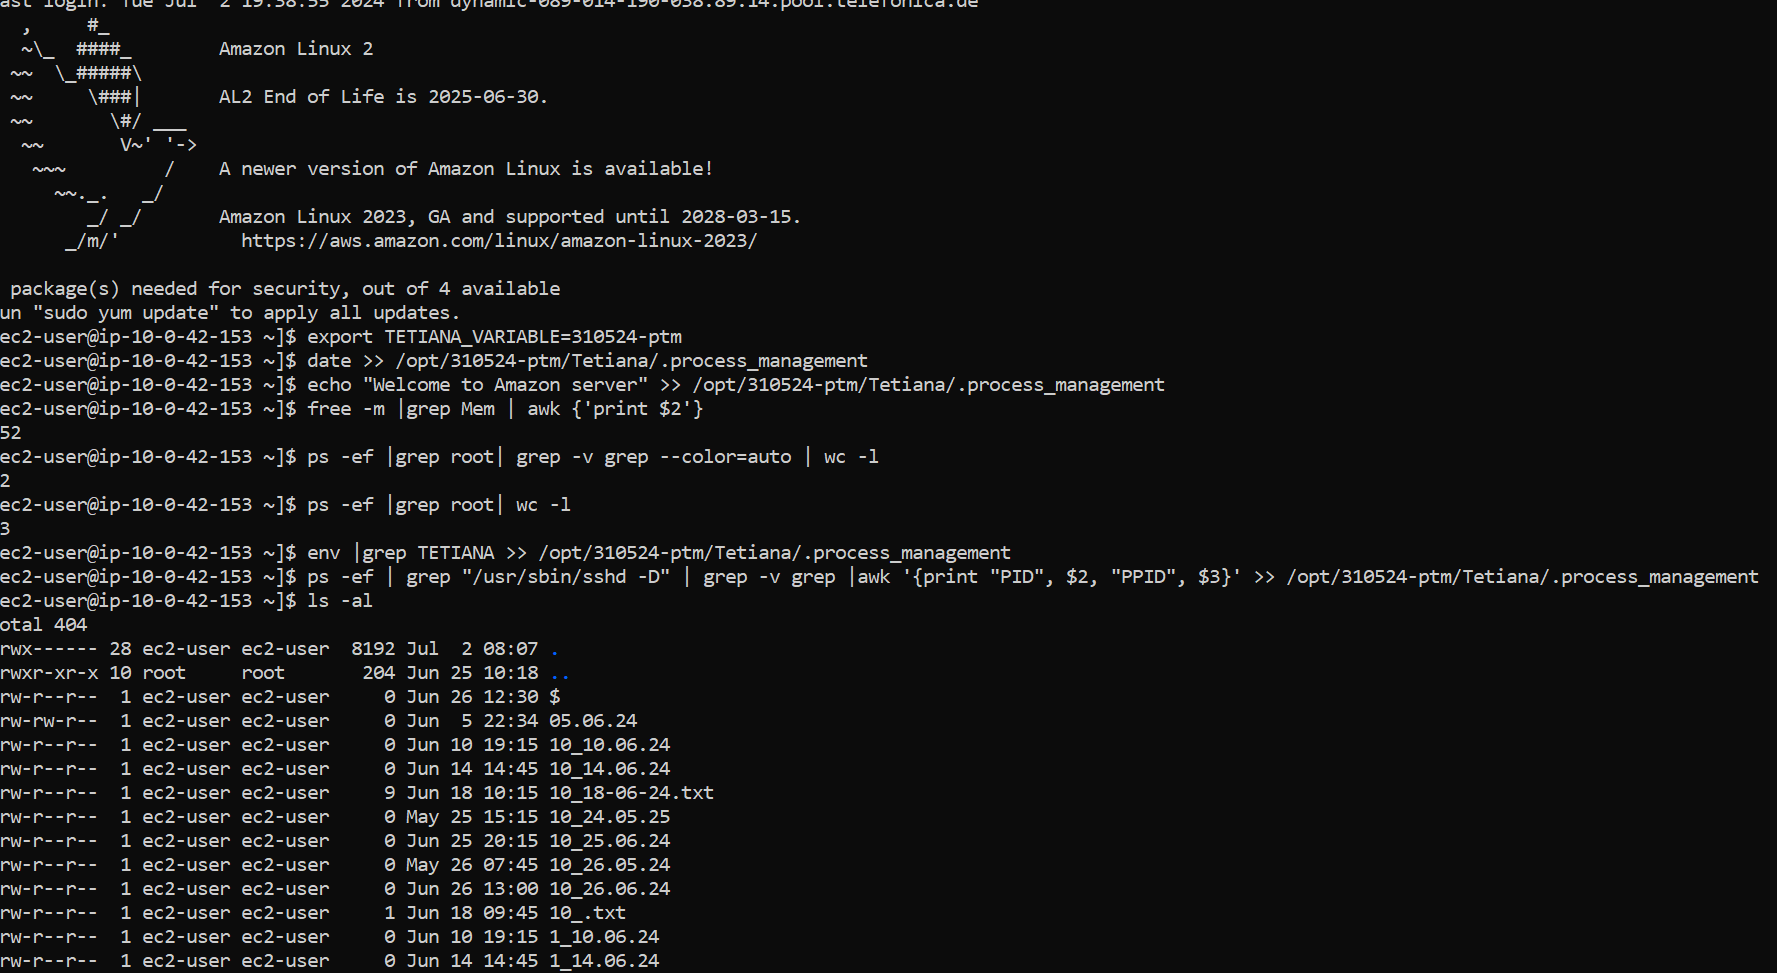 ast login: Tue Jul  2 19:38:55 2024 from dynamic-089-014-190-038.89.14.pool.telefonica.de
  ,     #_
  ~\_  ####_        Amazon Linux 2
 ~~  \_#####\
 ~~     \###|       AL2 End of Life is 2025-06-30.
 ~~       \#/ ___
  ~~       V~' '->
   ~~~         /    A newer version of Amazon Linux is available!
     ~~._.   _/
        _/ _/       Amazon Linux 2023, GA and supported until 2028-03-15.
      _/m/'           https://aws.amazon.com/linux/amazon-linux-2023/
 package(s) needed for security, out of 4 available
un "sudo yum update" to apply all updates.
ec2-user@ip-10-0-42-153 ~]$ export TETIANA_VARIABLE=310524-ptm
ec2-user@ip-10-0-42-153 ~]$ date >> /opt/310524-ptm/Tetiana/.process_management
ec2-user@ip-10-0-42-153 ~]$ echo "Welcome to Amazon server" >> /opt/310524-ptm/Tetiana/.process_management
ec2-user@ip-10-0-42-153 ~]$ free -m |grep Mem | awk {'print $2'}
52
ec2-user@ip-10-0-42-153 ~]$ ps -ef |grep root| grep -v grep --color=auto | wc -l
2
ec2-user@ip-10-0-42-153 ~]$ ps -ef |grep root| wc -l
3
ec2-user@ip-10-0-42-153 ~]$ env |grep TETIANA >> /opt/310524-ptm/Tetiana/.process_management
ec2-user@ip-10-0-42-153 ~]$ ps -ef | grep "/usr/sbin/sshd -D" | grep -v grep |awk '{print "PID", $2, "PPID", $3}' >> /opt/310524-ptm/Tetiana/.process_management
ec2-user@ip-10-0-42-153 ~]$ ls -al
otal 404
rwx------ 28 ec2-user ec2-user  8192 Jul  2 08:07 .
rwxr-xr-x 10 root     root       204 Jun 25 10:18 ..
rw-r--r--  1 ec2-user ec2-user     0 Jun 26 12:30 $
rw-rw-r--  1 ec2-user ec2-user     0 Jun  5 22:34 05.06.24
rw-r--r--  1 ec2-user ec2-user     0 Jun 10 19:15 10_10.06.24
rw-r--r--  1 ec2-user ec2-user     0 Jun 14 14:45 10_14.06.24
rw-r--r--  1 ec2-user ec2-user     9 Jun 18 10:15 10_18-06-24.txt
rw-r--r--  1 ec2-user ec2-user     0 May 25 15:15 10_24.05.25
rw-r--r--  1 ec2-user ec2-user     0 Jun 25 20:15 10_25.06.24
rw-r--r--  1 ec2-user ec2-user     0 May 26 07:45 10_26.05.24
rw-r--r--  1 ec2-user ec2-user     0 Jun 26 13:00 10_26.06.24
rw-r--r--  1 ec2-user ec2-user     1 Jun 18 09:45 10_.txt
rw-r--r--  1 ec2-user ec2-user     0 Jun 10 19:15 1_10.06.24
rw-r--r--  1 ec2-user ec2-user     0 Jun 14 14:45 1_14.06.24